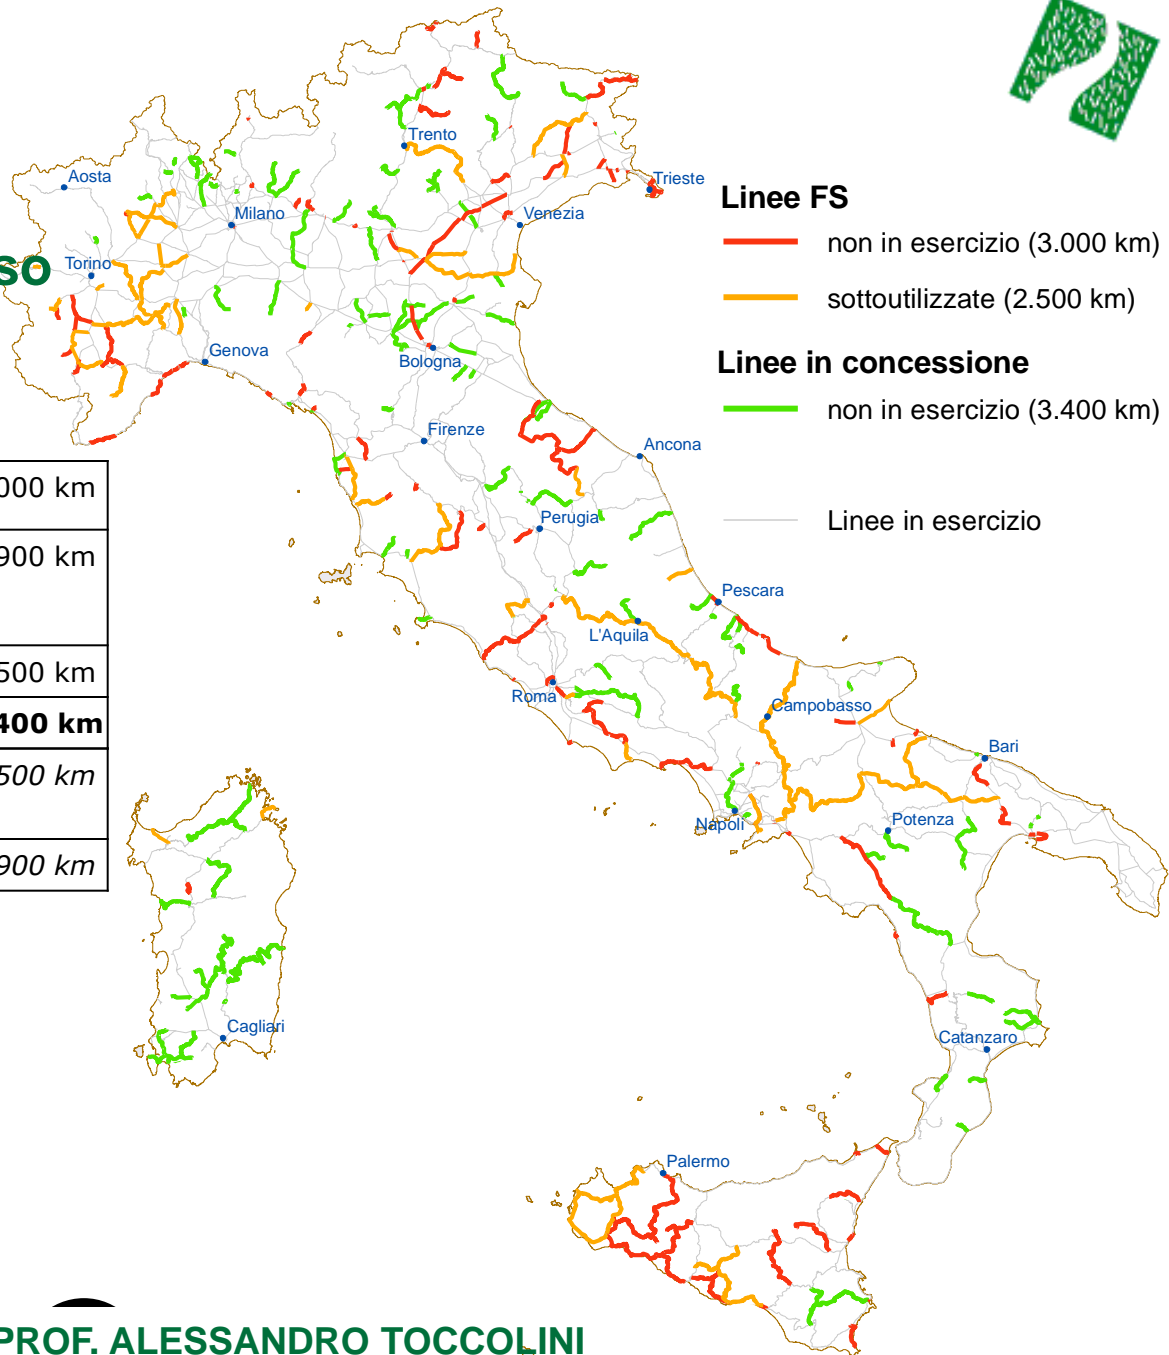 Linee FS
non in esercizio (3.000 km)
sottoutilizzate (2.500 km)
Linee in concessione
non in esercizio (3.400 km)
Linee in esercizio
Trento
Aosta
Trieste
Milano
Venezia
so
Torino
Genova
Bologna
Firenze
Ancona
000 km
Perugia
900 km
Pescara
L'Aquila
500 km
Roma
Campobasso
400 km
Bari
500 km
Napoli
Potenza
900 km
Cagliari
Catanzaro
Palermo
PROF. ALESSANDRO TOCCOLINI